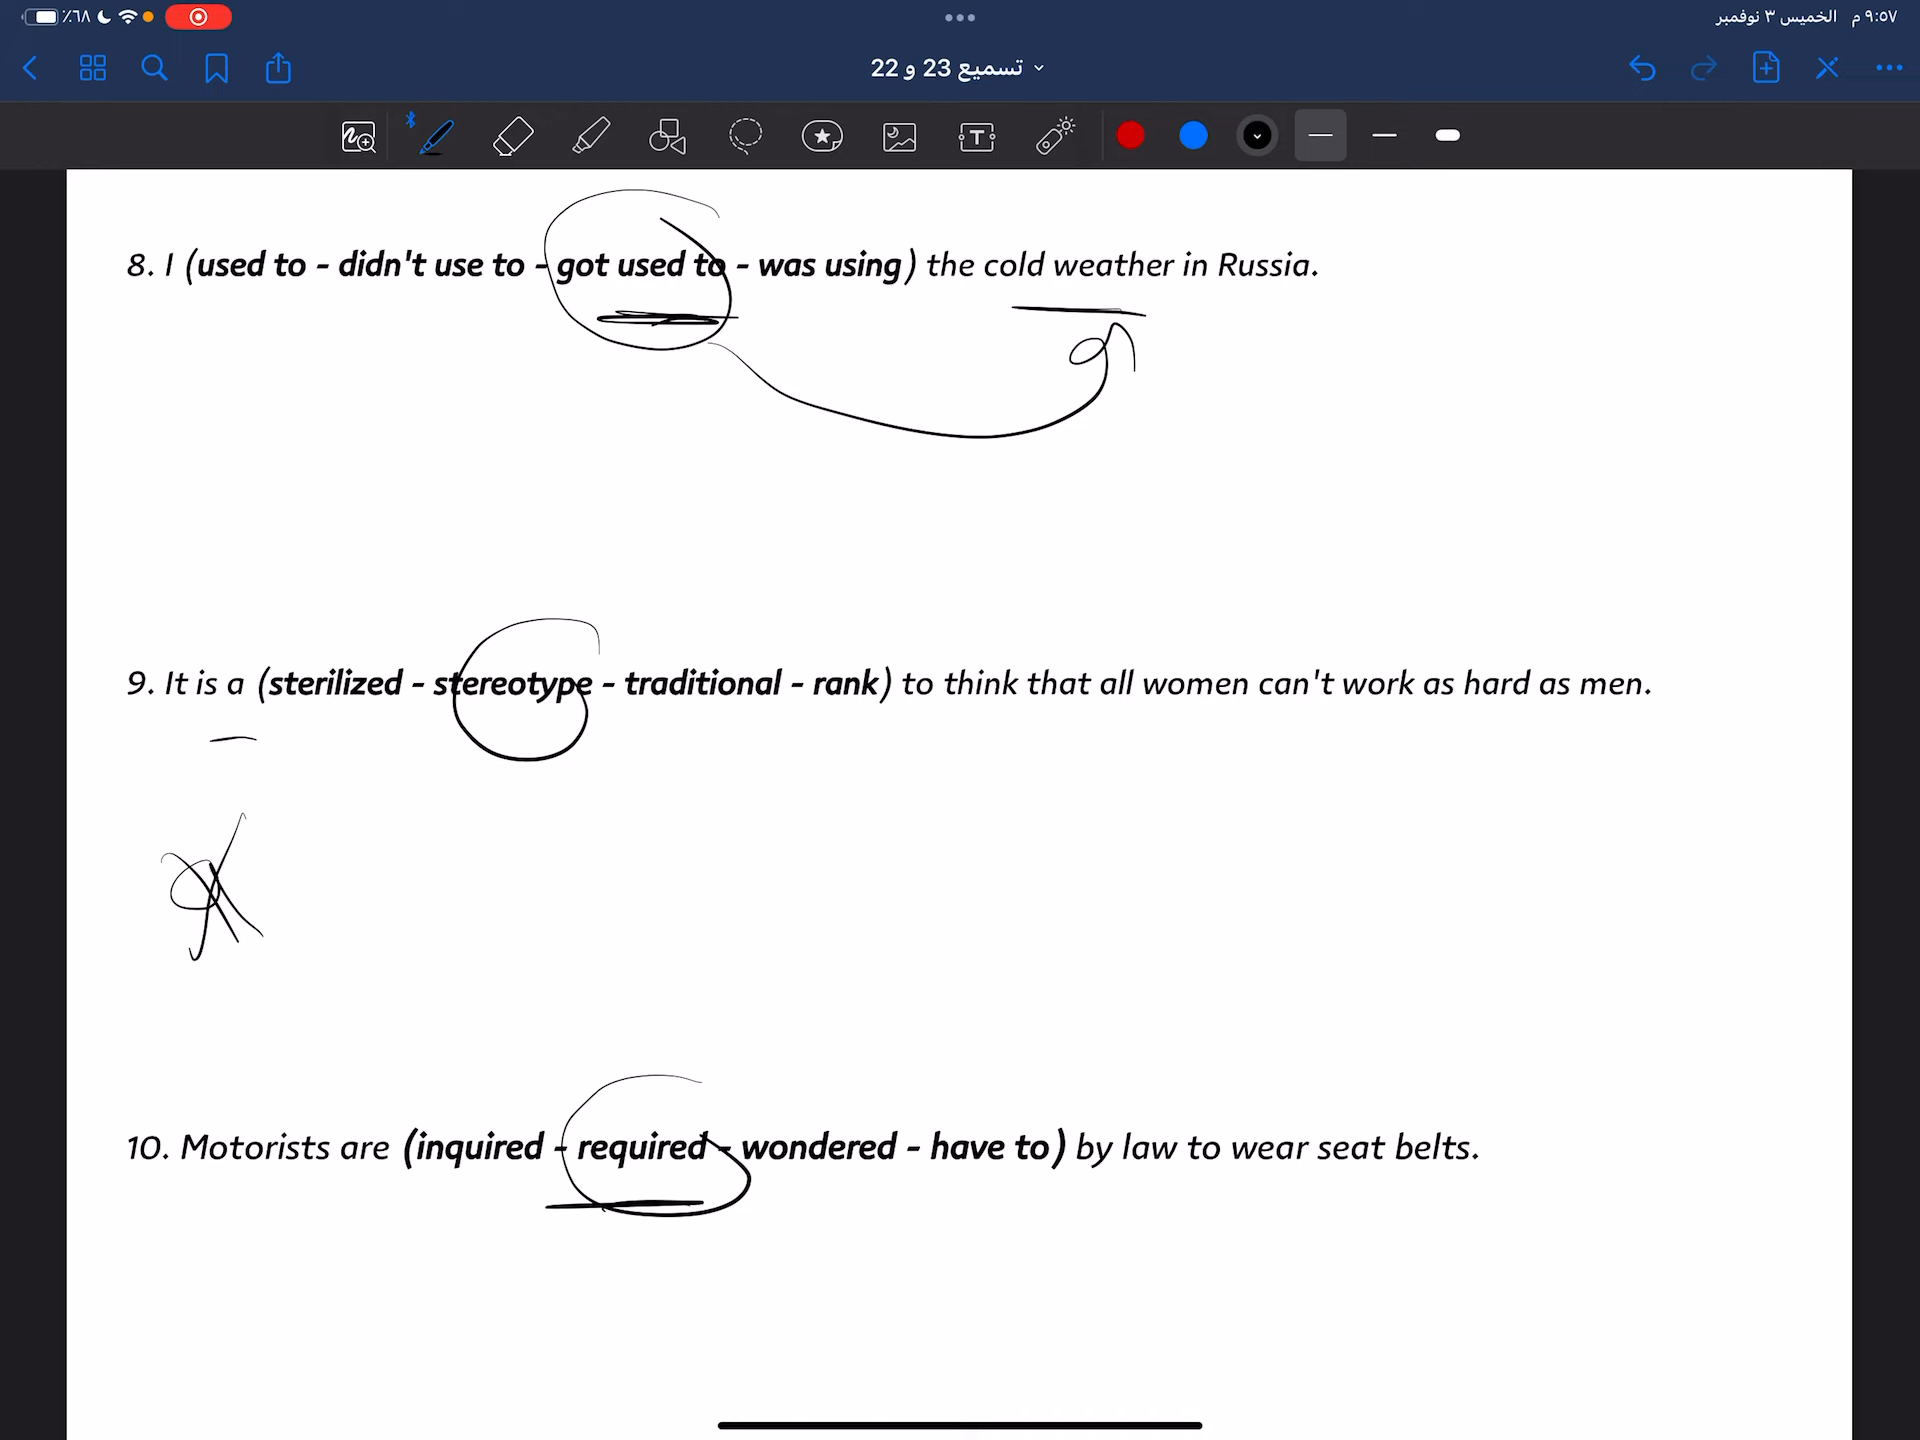 ٪٦٨
٩:٥٧ م الخميس ٣ نوفمبر
تسميع 23 و 22
T
8. I (used to - didn't use to - got used to - was using) the cold weather in Russia.
9. It is a (sterilized - stereotype - traditional - rank) to think that all women can't work as hard as men.
10. Motorists are (inquired - required - wondered - have to) by law to wear seat belts.